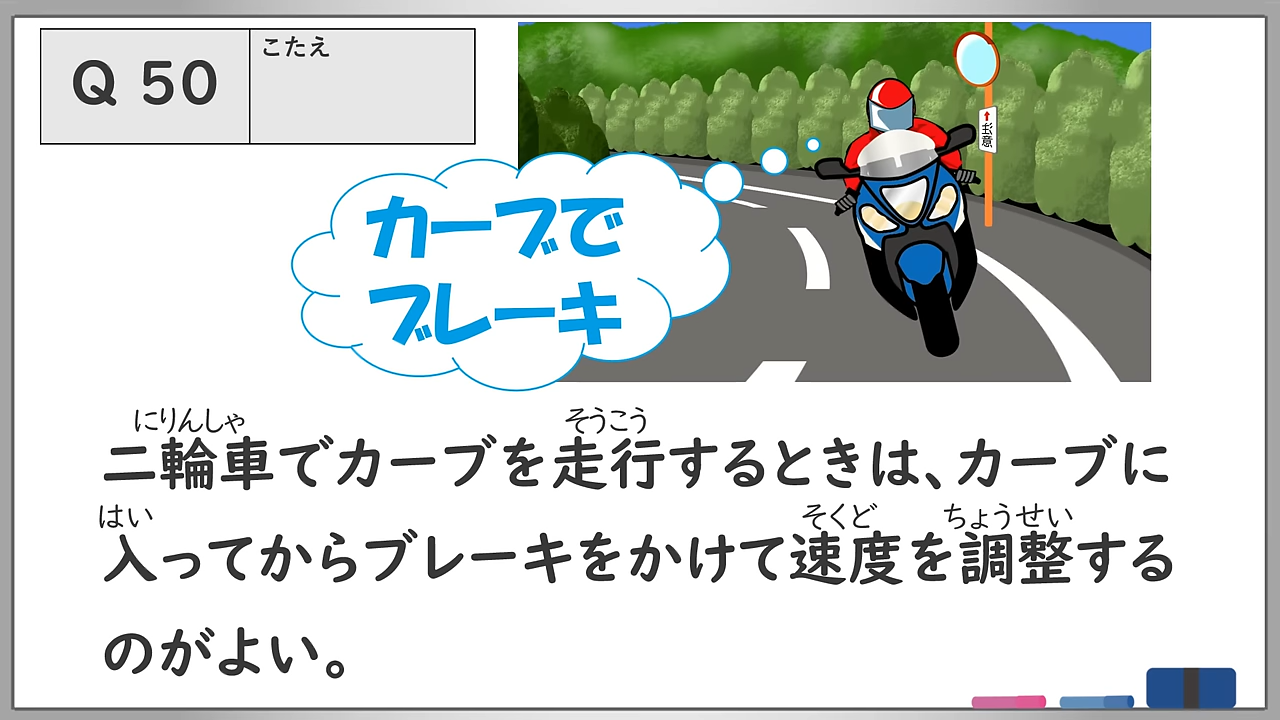 Q 50
こたえ
注意
カーブで
ブレーキ
にりんしゃ そうこう
二輪車でカーブを走行するときは、カーブに
はい そくど ちょうせい
入ってからブレーキをかけて速度を調整する
のがよい。